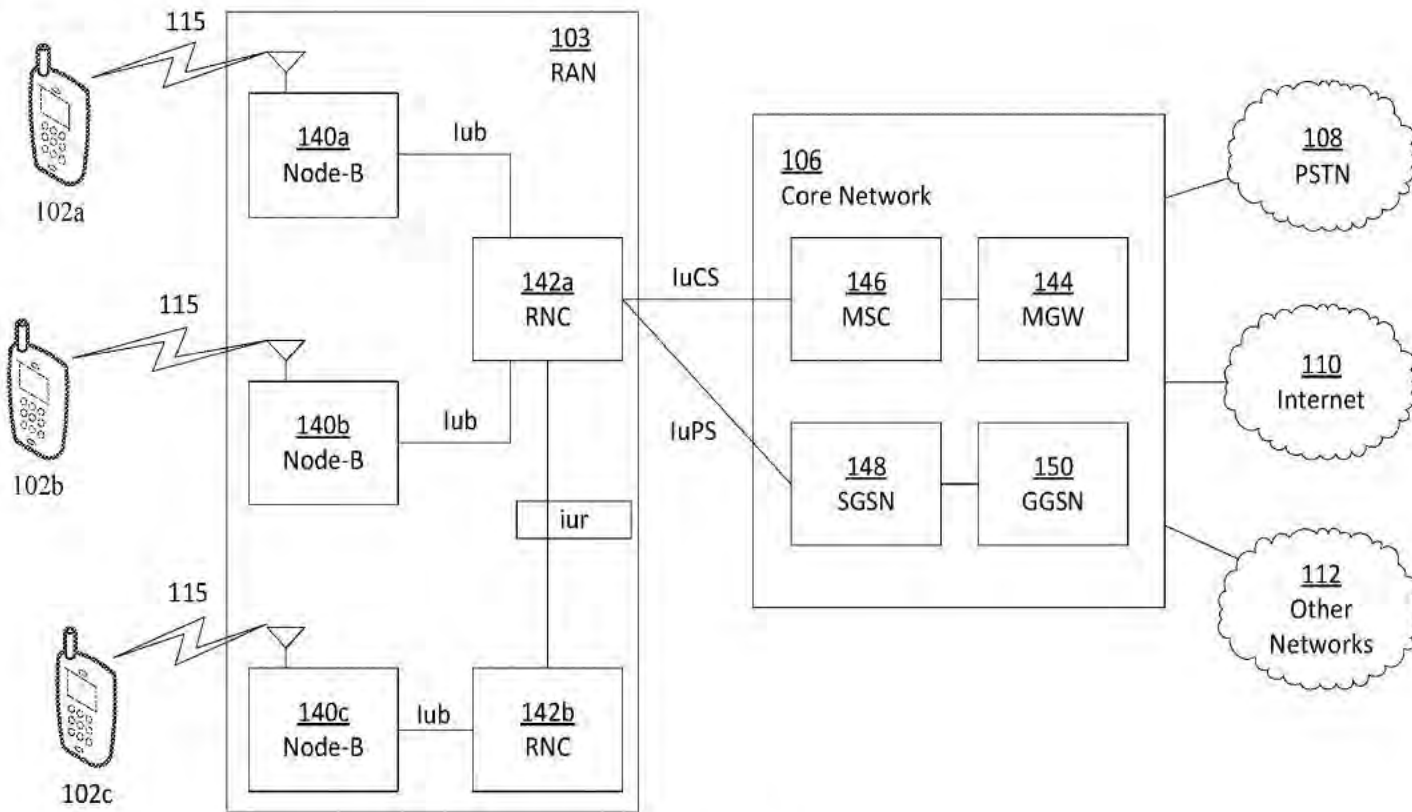 115
103
RAN
102a
140a
Node-B
Iub
106
Core Network
108
PSTN
142a
RNC
IuCS
146
MSC
144
MGW
115
102b
140b
Node-B
Iub
IuPS
148
SGSN
150
GGSN
110
Internet
iur
115
102c
140c
Node-B
Iub
142b
RNC
112
Other
Networks